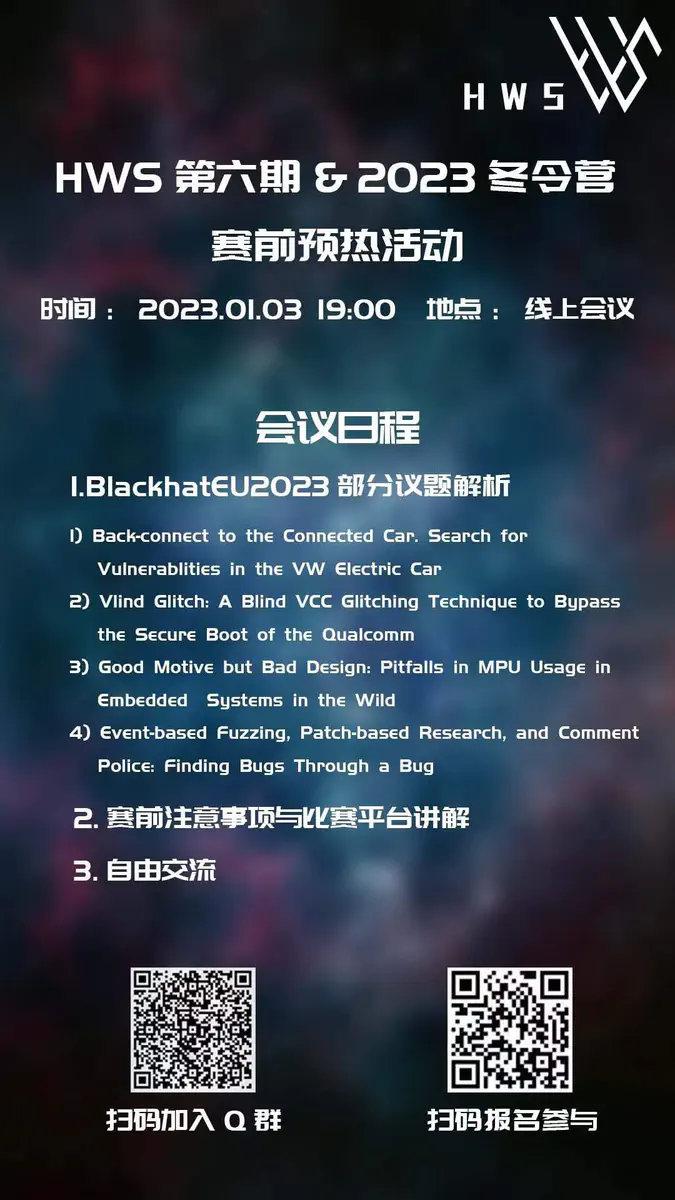 HWS
HWS 第六期 & 2023 冬令营
赛前预热活动
时间： 2023.01.03 19:00 地点： 线上会议
会议日程
1.BlackhatEU2023 部分议题解析
1) Back-connect to the Connected Car. Search for
Vulnerablities in the VW Electric Car
2) Vlind Glitch: A Blind VCC Glitching Technique to Bypass
the Secure Boot of the Qualcomm
3) Good Motive but Bad Design: Pitfalls in MPU Usage in
Embedded Systems in the Wild
4) Event-based Fuzzing, Patch-based Research, and Comment
Police: Finding Bugs Through a Bug
2. 赛前注意事项与比赛平台讲解
3. 自由交流
扫码加入 Q 群 扫码报名参与